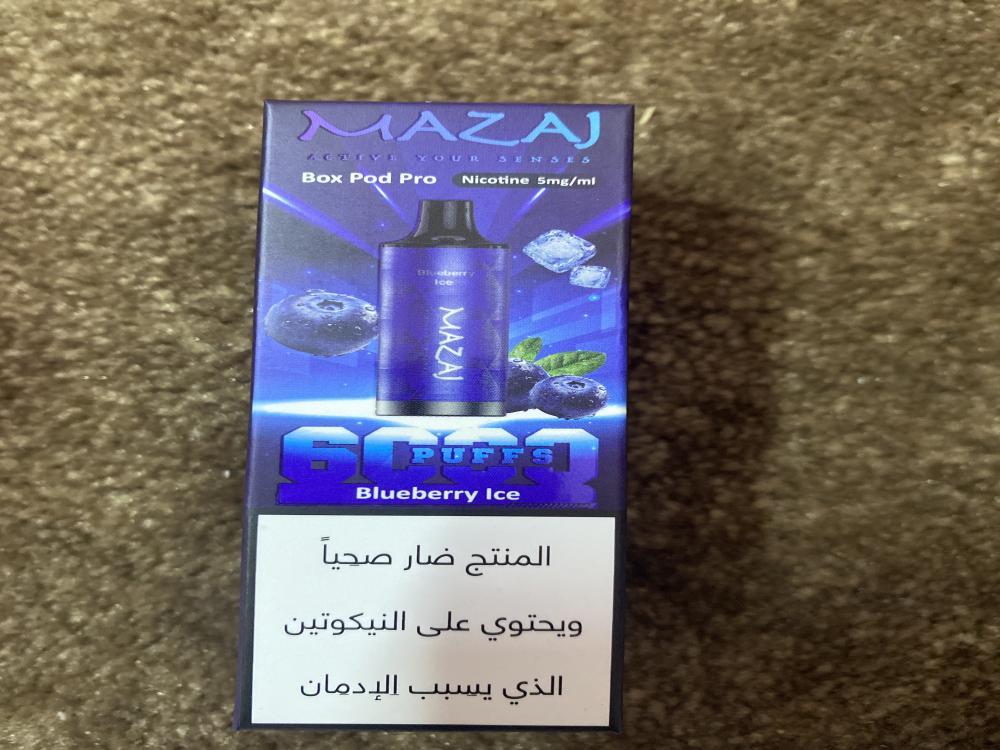 MAZAJ
ACTIVE YOUR SENSES
Box Pod Pro Nicotine 5mg/ml
Blueberry
Ice
MAZAJ
6000
PUFFS
Blueberry Ice
المنتج ضار صحياً
ويحتوي على النيكوتين
الذي يسبب الإدمان